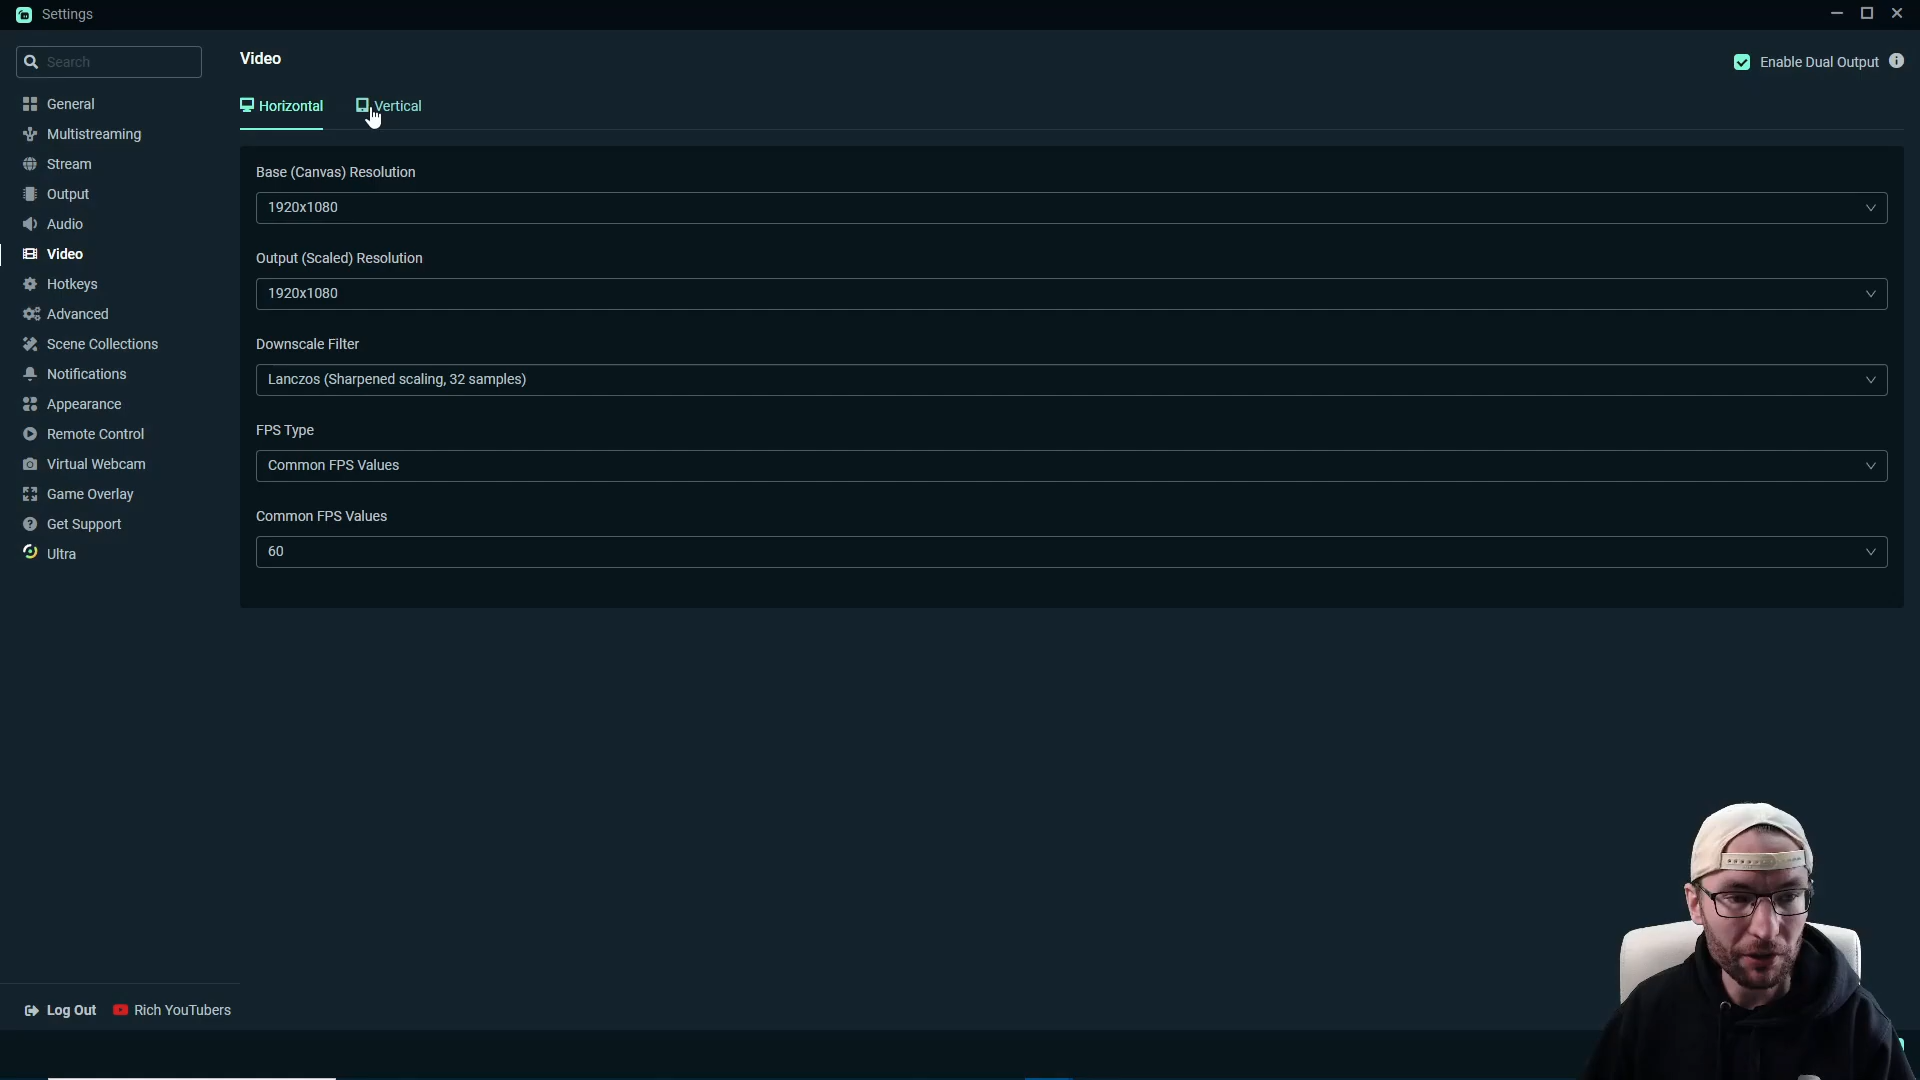 Settings
Search
Video
Enable Dual Output
Horizontal
Vertical
General
Multistreaming
Stream
Output
Audio
Video
Hotkeys
Advanced
Scene Collections
Notifications
Appearance
Remote Control
Virtual Webcam
Game Overlay
Get Support
Ultra
Base (Canvas) Resolution
1920x1080
Output (Scaled) Resolution
1920x1080
Downscale Filter
Lanczos (Sharpened scaling, 32 samples)
FPS Type
Common FPS Values
Common FPS Values
60
Log Out
Rich YouTubers